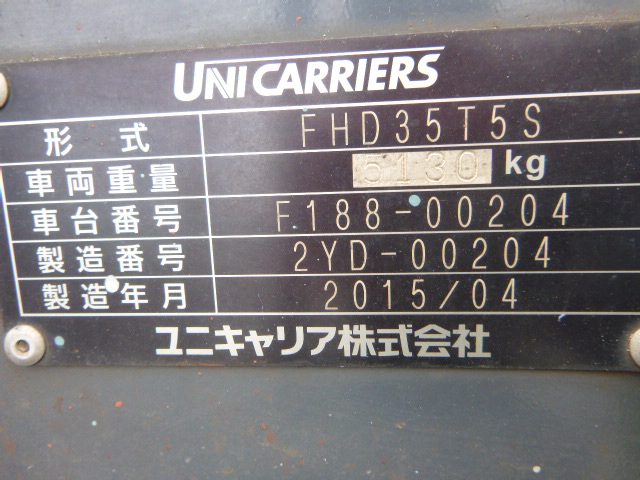 UNICARRIERS
形式 FHD35T5S
車両重量 5130 kg
車台番号 F188-00204
製造番号 2YD-00204
製造年月 2015/04
ユニキャリア株式会社